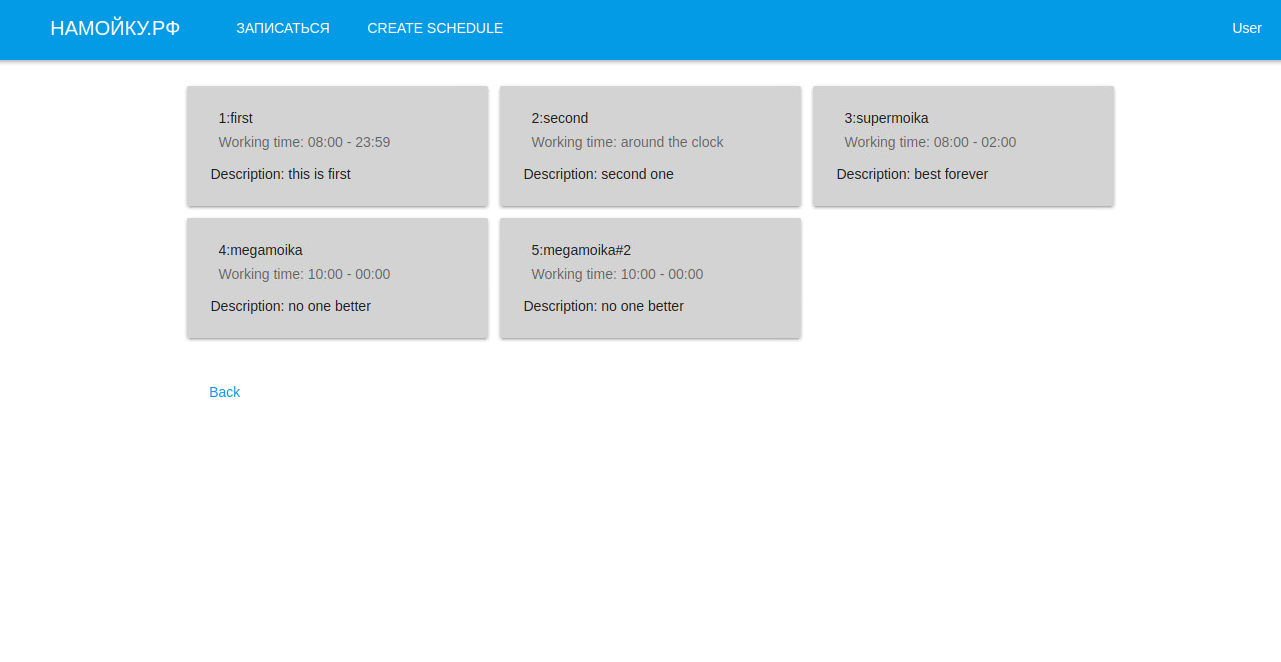 НАМОЙКУ.РФ ЗАПИСАТЬСЯ CREATE SCHEDULE User
1:first
Working time: 08:00 - 23:59
Description: this is first
2:second
Working time: around the clock
Description: second one
3:supermoika
Working time: 08:00 - 02:00
Description: best forever
4:megamoika
Working time: 10:00 - 00:00
Description: no one better
5:megamoika#2
Working time: 10:00 - 00:00
Description: no one better
Back